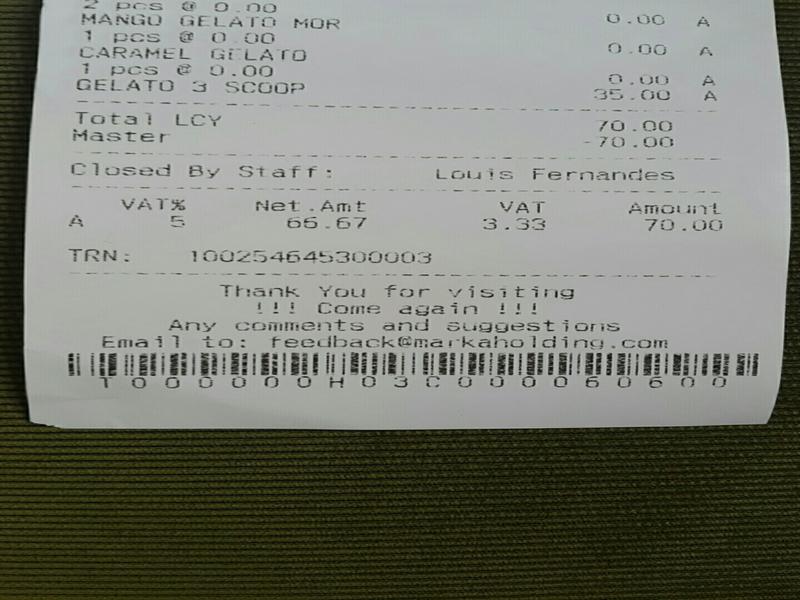 2 pcs @ 0.00
MANGO GELATO MOR 0.00 A
1 pcs @ 0.00
CARAMEL GELATO 0.00 A
1 pcs @ 0.00 0.00 A
GELATO 3 SCOOP 35.00 A
Total LCY 70.00
Master -70.00
Closed By Staff: Louis Fernandes
VAT% Net.Amt VAT Amount
A 5 66.67 3.33 70.00
TRN: 100254645300003
Thank You for visiting
!!! Come again !!!
Any comments and suggestions
Email to: feedback@markaholding.com
T000000H03C000060600